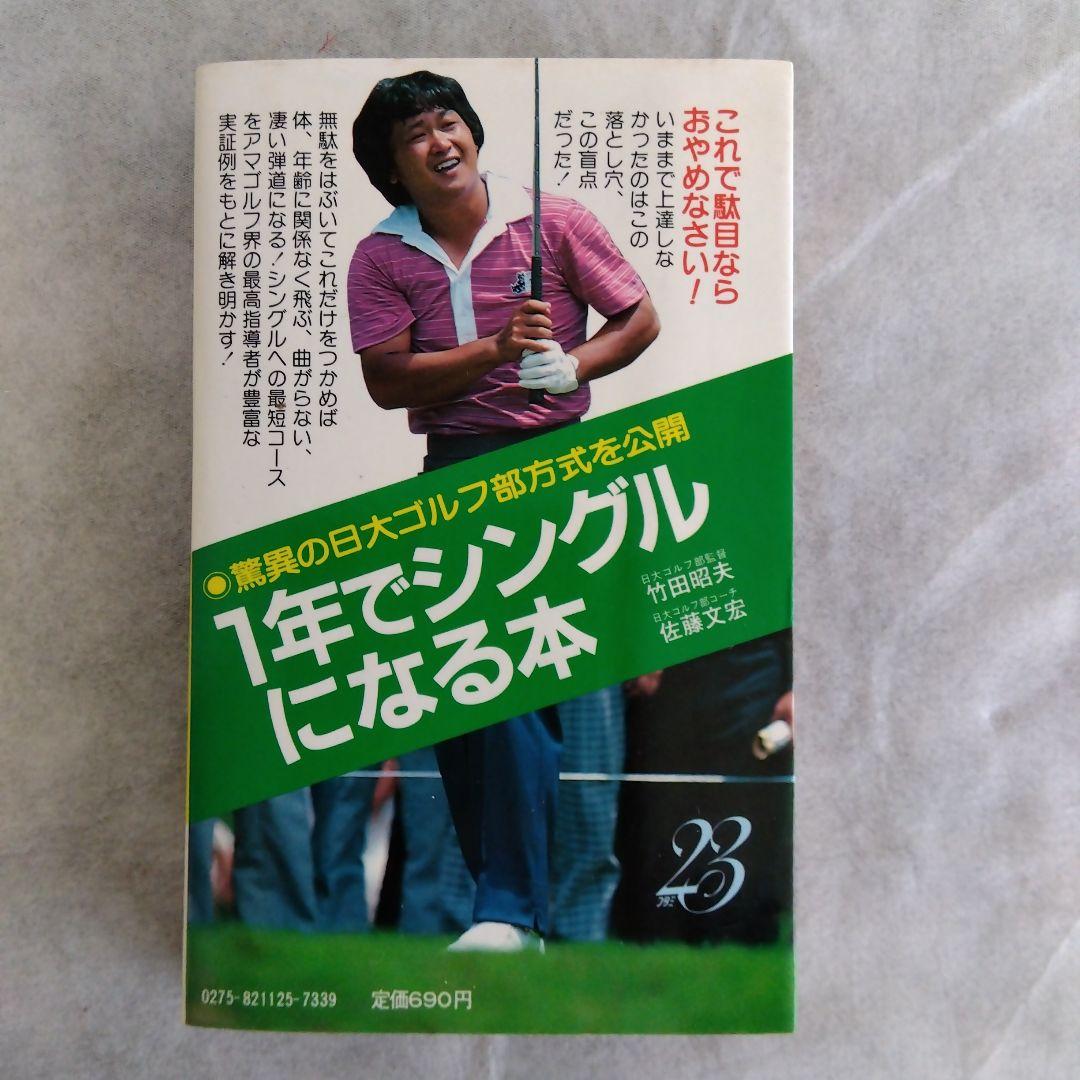 これで駄目なら
おやめなさい!
いままで上達しな
かったのはこの
落とし穴、
この盲点
だった!
無駄をはぶいてこれだけをつかめば
体、年齢に関係なく飛ぶ、曲がらない、
凄い弾道になる!シングルへの最短コース
をアマゴルフ界の最高指導者が豊富な
実証例をもとに解き明かす!
◉驚異の日大ゴルフ部方式を公開
1年でシングル
になる本
日大ゴルフ部監督
竹田昭夫
日大ゴルフ部コーチ
佐藤文宏
23
フタミ
0275-821125-7339 定価690円